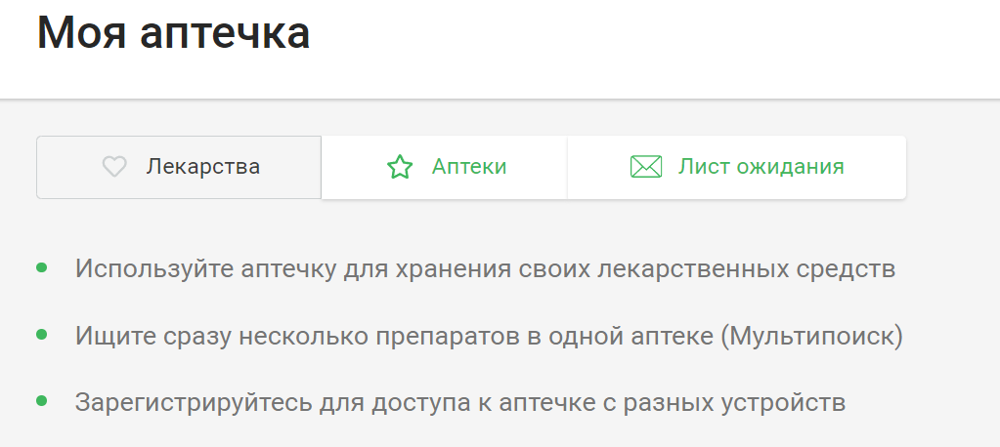 Моя аптечка
Лекарства Аптеки Лист ожидания
Используйте аптечку для хранения своих лекарственных средств
Ищите сразу несколько препаратов в одной аптеке (Мультипоиск)
Зарегистрируйтесь для доступа к аптечке с разных устройств